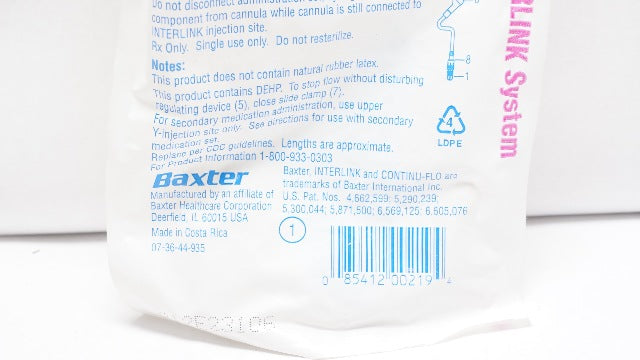 Do not disconnect administration
component from cannula while cannula is still connected to
INTERLINK injection site.
Rx Only. Single use only. Do not resterilize.
Notes:
This product does not contain natural rubber latex.
This product contains DEHP. To stop flow without disturbing
regulating device (5), close slide clamp (7).
For secondary medication administration, use upper
Y-injection site only. See directions for use with secondary
medication set.
Replace per CDC guidelines. Lengths are approximate.
For Product Information 1-800-933-0303
Baxter
Manufactured by an affiliate of
Baxter Healthcare Corporation
Deerfield, IL 60015 USA
Made in Costa Rica
07-36-44-935
Baxter, INTERLINK and CONTINU-FLO are
trademarks of Baxter International Inc.
U.S. Pat. Nos. 4,662,599; 5,290,239;
5,300,044; 5,871,500; 6,569,125; 6,605,076
1
0 85412 00219 4
8
1
4
LDPE
RLINK System